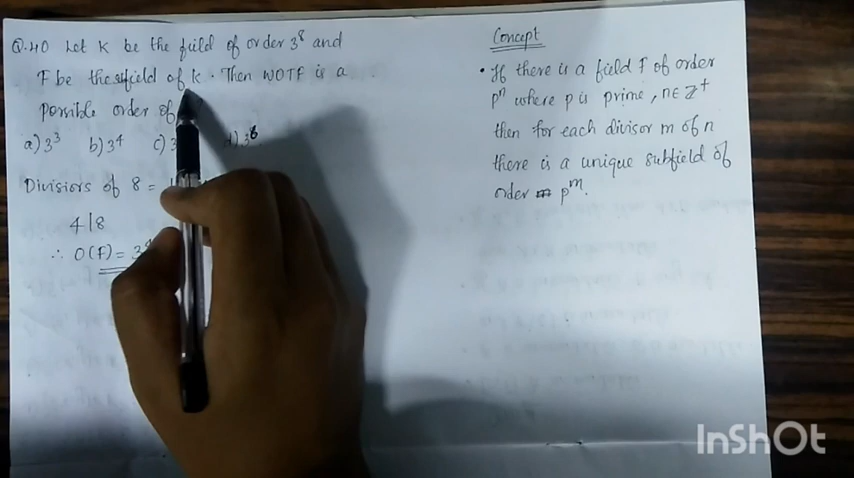 Q.40 Let K be the field of order 3⁸ and
F be the subfield of K. Then WOTF is a
possible order of
a) 3³ b) 3⁴ c) 3 d) 3⁶
Divisors of 8 = 1
4|8
∴ O(F) = 3⁴
Concept
• If there is a field F of order
pⁿ where p is prime, n∈Z⁺
then for each divisor m of n
there is a unique subfield of
order pᵐ.
InShOt